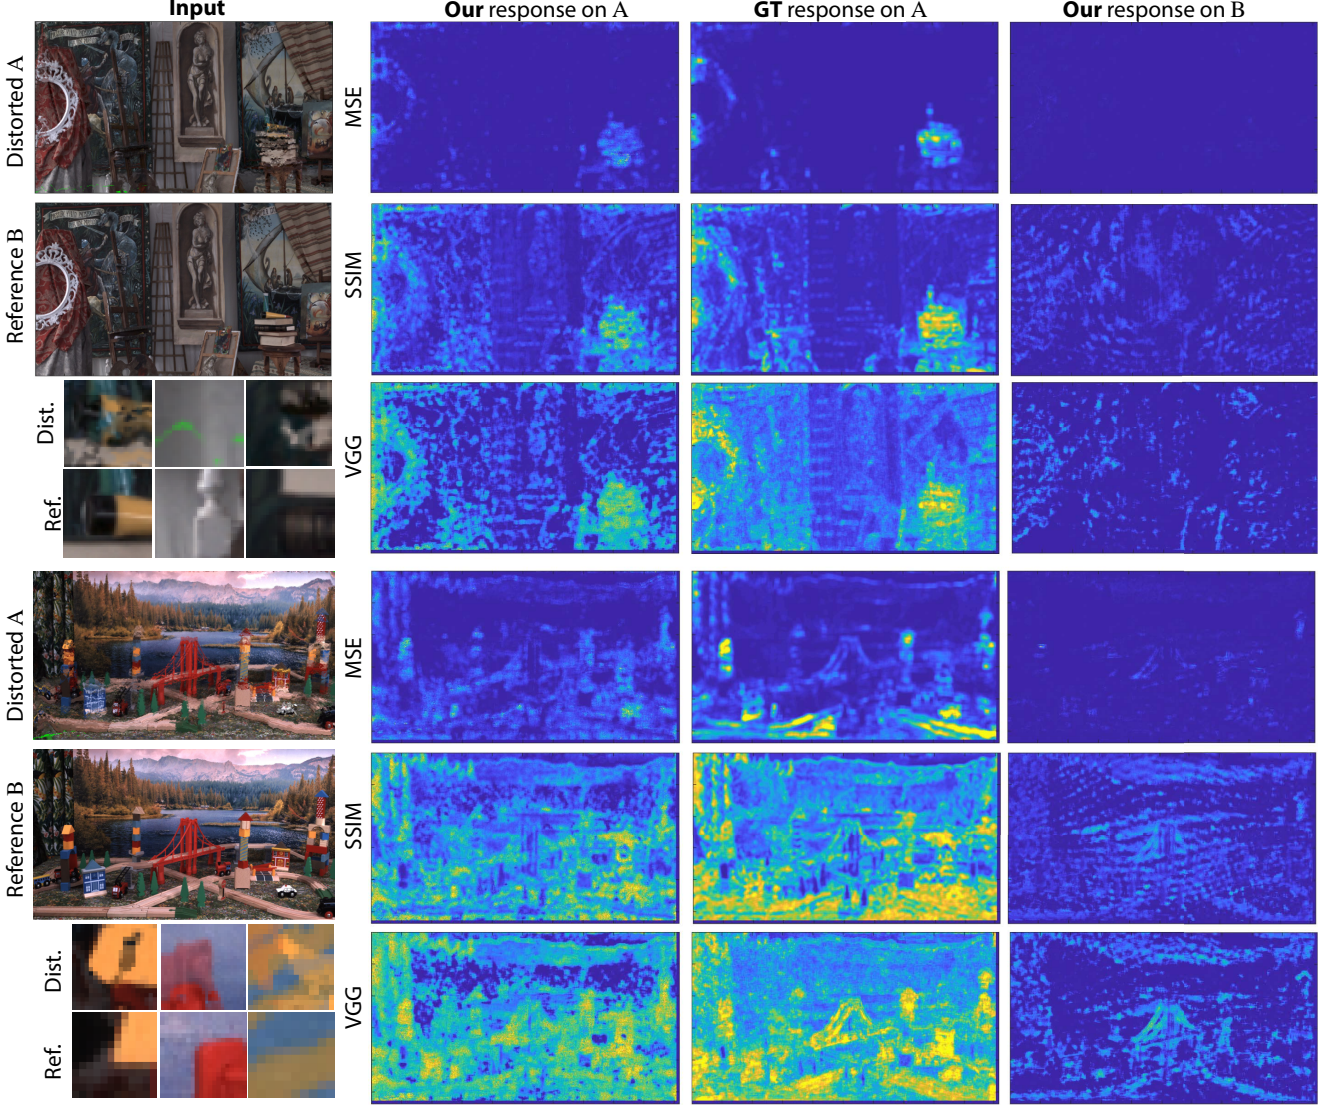 Input
Our response on A
GT response on A
Our response on B
Distorted A
MSE
Reference B
SSIM
Dist.
VGG
Ref.
Distorted A
MSE
Reference B
SSIM
Dist.
VGG
Ref.